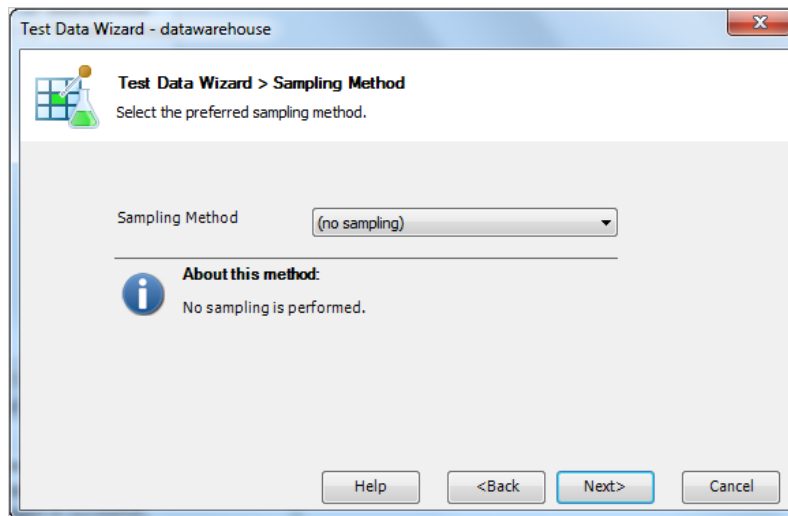 Test Data Wizard - datawarehouse
Test Data Wizard > Sampling Method
Select the preferred sampling method.
Sampling Method
(no sampling)
About this method:
No sampling is performed.
Help
<Back
Next>
Cancel